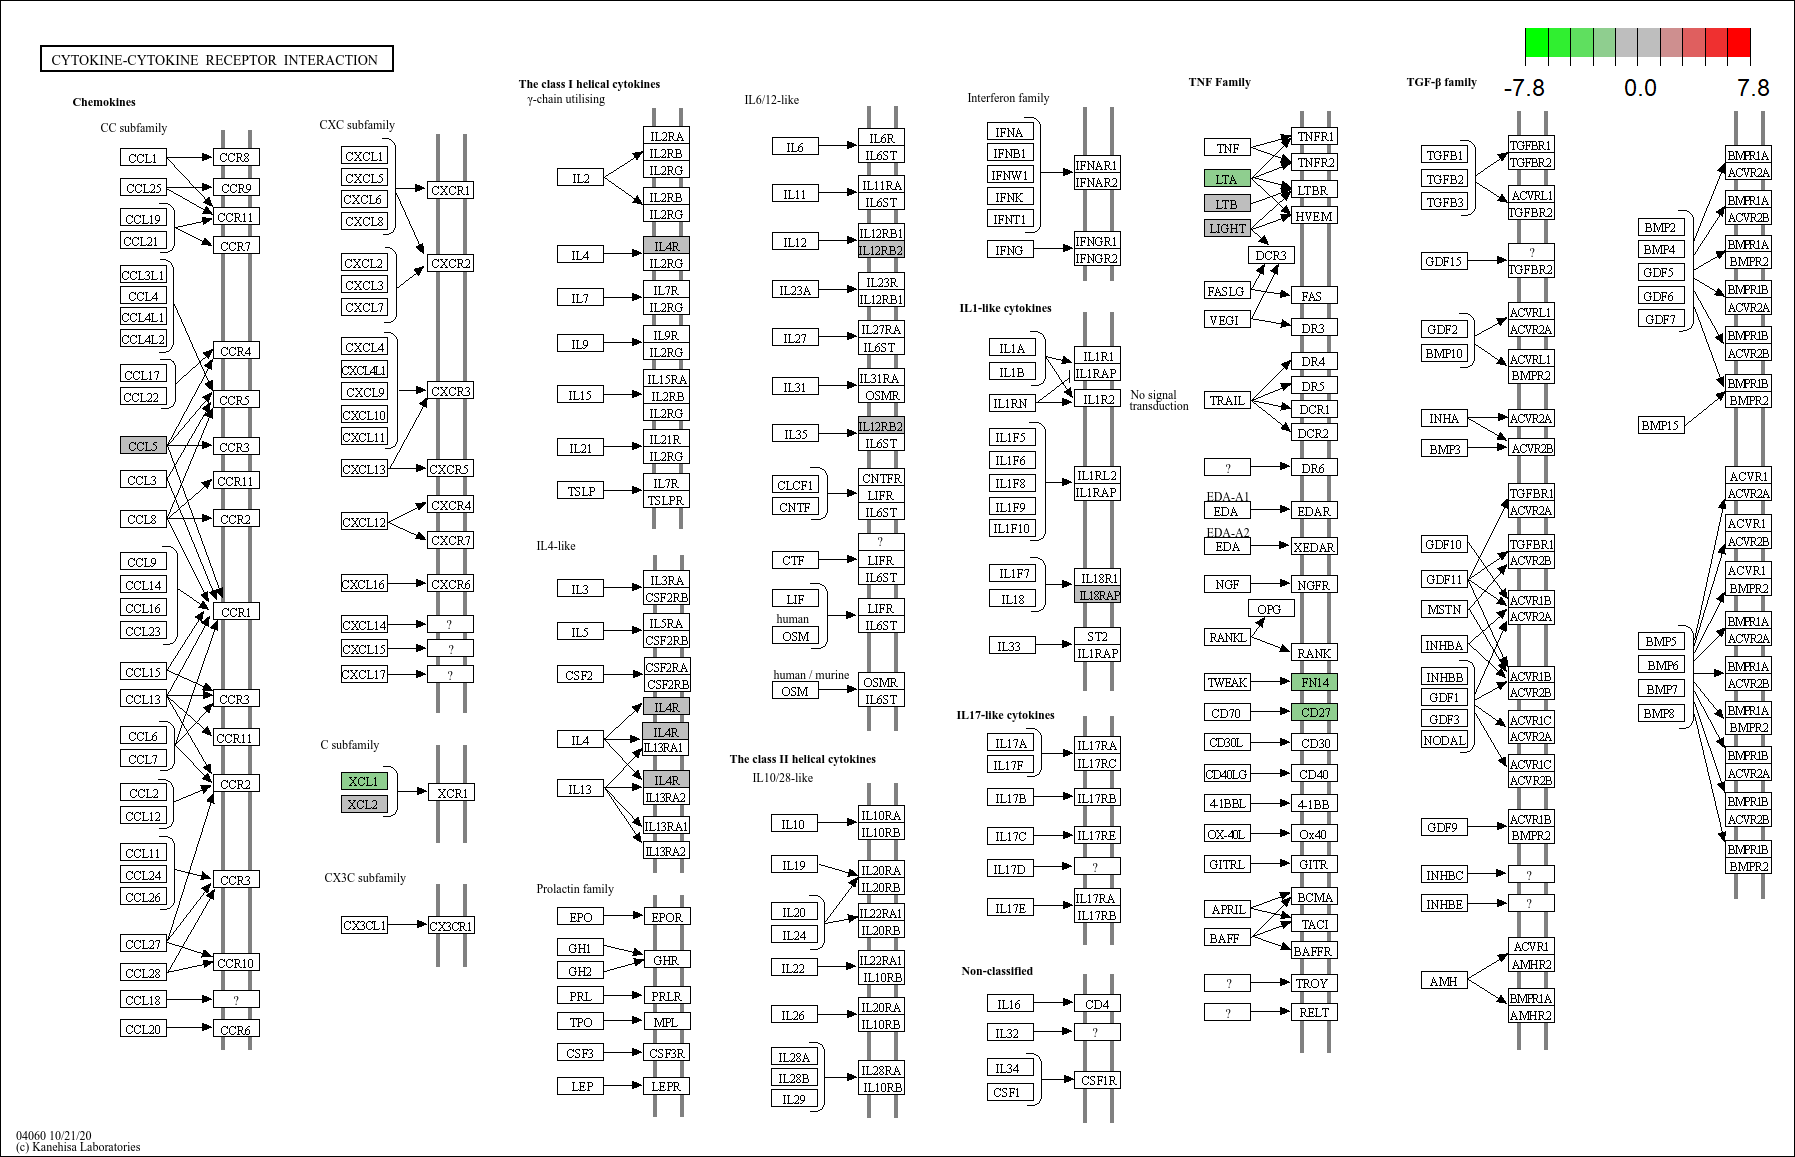 CYTOKINE-CYTOKINE RECEPTOR INTERACTION
-7.8 0.0 7.8
Chemokines
CC subfamily
CCL1 CCR8
CCL25 CCR9
CCL19 CCR11
CCL21 CCR7
CCL3L1
CCL4
CCL4L1
CCL4L2
CCR4
CCL17
CCL22 CCR5
CCL5 CCR3
CCL3 CCR11
CCL8 CCR2
CCL9
CCL14
CCL16 CCR1
CCL23
CCL15
CCL13 CCR3
CCL6 CCR11
CCL7
CCR2
CCL2
CCL12
CCL11
CCL24 CCR3
CCL26
CCL27
CCR10
CCL28
CCL18 ?
CCL20 CCR6
CXC subfamily
CXCL1
CXCL5 CXCR1
CXCL6
CXCL8
CXCL2 CXCR2
CXCL3
CXCL7
CXCL4
CXCL4L1
CXCL9 CXCR3
CXCL10
CXCL11
CXCL13 CXCR5
CXCR4
CXCL12
CXCR7
CXCL16 CXCR6
CXCL14 ?
CXCL15 ?
CXCL17 ?
C subfamily
XCL1
XCL2 XCR1
CX3C subfamily
CX3CL1 CX3CR1
The class I helical cytokines
γ-chain utilising
IL2RA
IL2RB
IL2RG
IL2
IL2RB
IL2RG
IL4 IL4R
IL2RG
IL7 IL7R
IL2RG
IL9 IL9R
IL2RG
IL15RA
IL15 IL2RB
IL2RG
IL21 IL21R
IL2RG
TSLP IL7R
TSLPR
IL4-like
IL3 IL3RA
CSF2RB
IL5 IL5RA
CSF2RB
CSF2 CSF2RA
CSF2RB
IL4R
IL4 IL4R
IL13RA1
IL13 IL4R
IL13RA2
IL13RA1
IL13RA2
Prolactin family
EPO EPOR
GH1
GH2 GHR
PRL PRLR
TPO MPL
CSF3 CSF3R
LEP LEPR
IL6/12-like
IL6 IL6R
IL6ST
IL11 IL11RA
IL6ST
IL12 IL12RB1
IL12RB2
IL23A IL23R
IL12RB1
IL27 IL27RA
IL6ST
IL31 IL31RA
OSMR
IL35 IL12RB2
IL6ST
CLCF1 CNTFR
LIFR
CNTF IL6ST
?
CTF LIFR
IL6ST
LIF LIFR
human
OSM IL6ST
human / murine
OSM OSMR
IL6ST
The class II helical cytokines
IL10/28-like
IL10 IL10RA
IL10RB
IL19 IL20RA
IL20RB
IL20 IL22RA1
IL24 IL20RB
IL22 IL22RA1
IL10RB
IL26 IL20RA
IL10RB
IL28A
IL28B IL28RA
IL10RB
IL29
Interferon family
IFNA
IFNB1
IFNW1 IFNAR1
IFNAR2
IFNK
IFNT1
IFNG IFNGR1
IFNGR2
IL1-like cytokines
IL1A IL1R1
IL1B IL1RAP
IL1RN IL1R2
No signal
transduction
IL1F5
IL1F6
IL1F8 IL1RL2
IL1RAP
IL1F9
IL1F10
IL1F7 IL18R1
IL18 IL18RAP
IL33 ST2
IL1RAP
IL17-like cytokines
IL17A IL17RA
IL17F IL17RC
IL17B IL17RB
IL17C IL17RE
IL17D ?
IL17E IL17RA
IL17RB
Non-classified
IL16 CD4
IL32 ?
IL34
CSF1 CSF1R
TNF Family
TNF TNFR1
TNFR2
LTA
LTBR
LTB
HVEM
LIGHT
DCR3
FASLG FAS
VEGI DR3
DR4
DR5
TRAIL
DCR1
DCR2
? DR6
EDA-A1
EDA EDAR
EDA-A2
EDA XEDAR
NGF NGFR
OPG
RANKL
RANK
TWEAK FN14
CD70 CD27
CD30L CD30
CD40LG CD40
4-1BBL 4-1BB
OX-40L Ox40
GITRL GITR
BCMA
APRIL
TACI
BAFF
BAFFR
? TROY
? RELT
TGF-β family
TGFB1 TGFBR1
TGFBR2
TGFB2
ACVRL1
TGFB3 TGFBR2
?
GDF15 TGFBR2
GDF2 ACVRL1
ACVR2A
BMP10 ACVRL1
BMPR2
INHA ACVR2A
BMP3 ACVR2B
TGFBR1
ACVR2A
GDF10 TGFBR1
ACVR2B
GDF11
ACVR1B
MSTN ACVR2A
INHBA
INHBB ACVR1B
GDF1 ACVR2B
GDF3 ACVR1C
ACVR2A
NODAL
ACVR1C
ACVR2B
GDF9 ACVR1B
BMPR2
INHBC ?
INHBE ?
ACVR1
AMHR2
AMH
BMPR1A
AMHR2
BMPR1A
ACVR2A
BMP2 BMPR1A
ACVR2B
BMP4 BMPR1A
BMPR2
GDF5
GDF6 BMPR1B
ACVR2A
GDF7 BMPR1B
ACVR2B
BMPR1B
BMPR2
BMP15
ACVR1
ACVR2A
ACVR1
ACVR2B
ACVR1
BMPR2
BMPR1A
BMP5 ACVR2A
BMP6 BMPR1A
BMP7 ACVR2B
BMP8 BMPR1A
BMPR2
BMPR1B
ACVR2A
BMPR1B
ACVR2B
BMPR1B
BMPR2
04060 10/21/20
(c) Kanehisa Laboratories